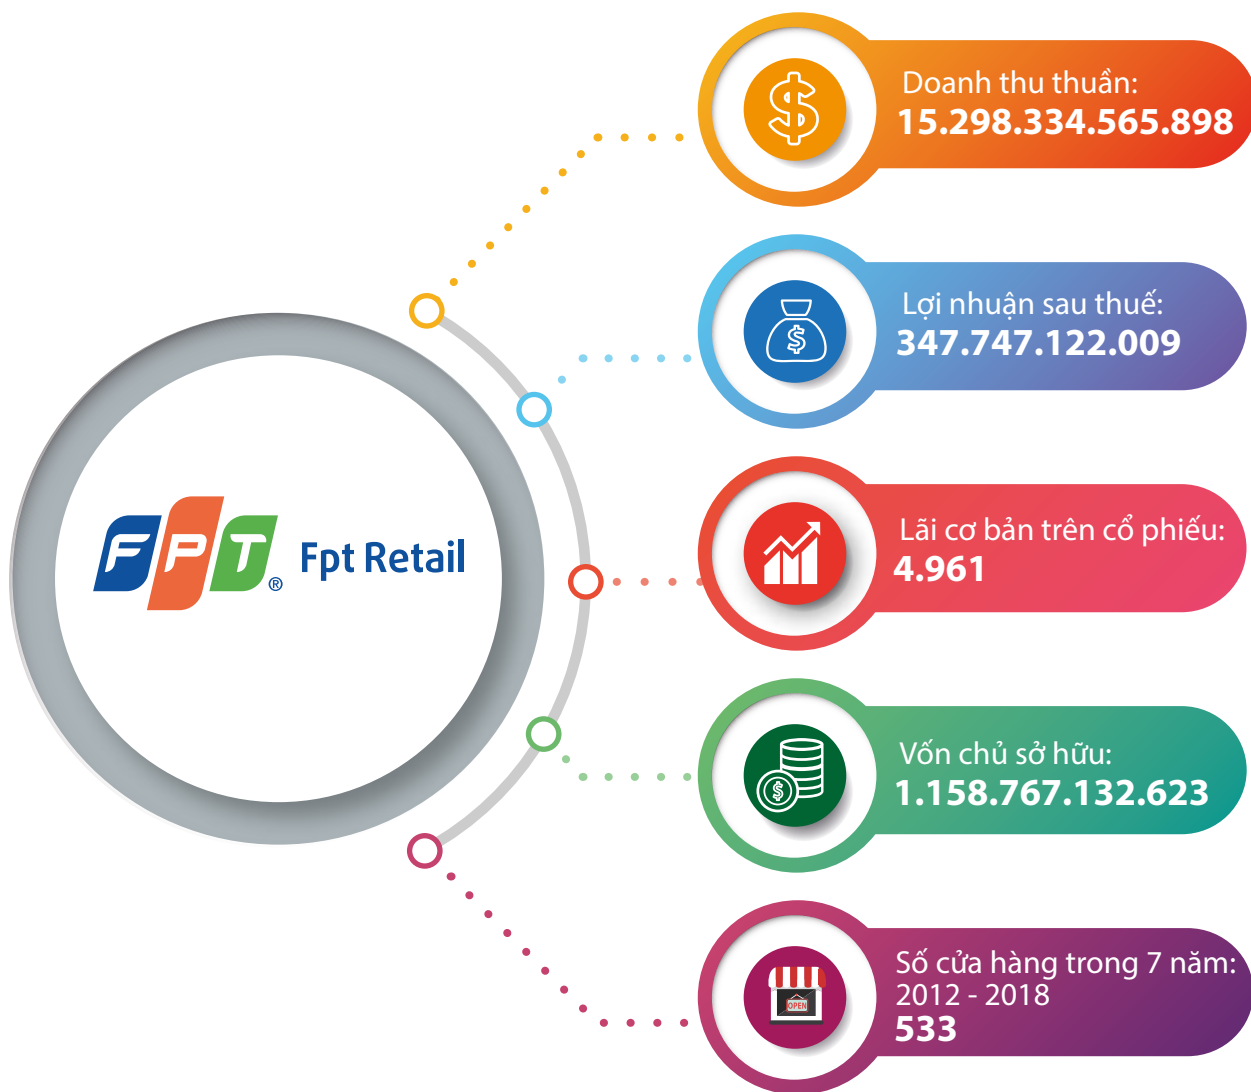 Doanh thu thuần:
15.298.334.565.898
Lợi nhuận sau thuế:
347.747.122.009
FPT® Fpt Retail
Lãi cơ bản trên cổ phiếu:
4.961
Vốn chủ sở hữu:
1.158.767.132.623
Số cửa hàng trong 7 năm:
2012 - 2018
533
OPEN